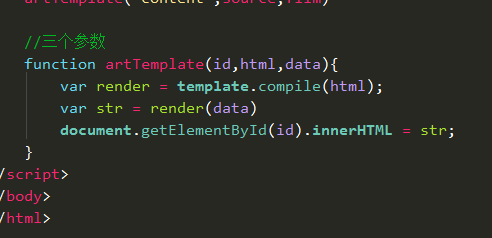 artTemplate("content",source,film)
//三个参数
function artTemplate(id,html,data){
var render = template.compile(html);
var str = render(data)
document.getElementById(id).innerHTML = str;
}
/script>
/body>
/html>